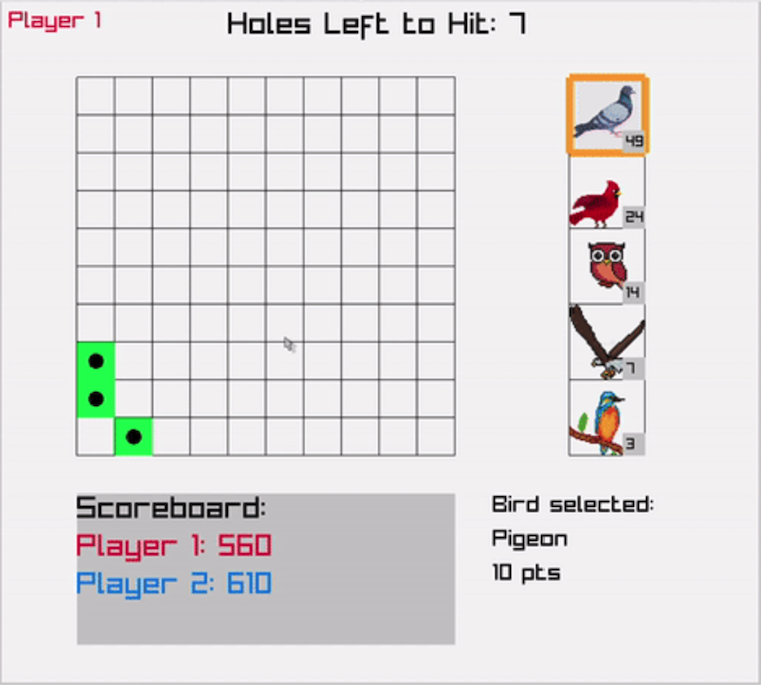 Player 1
Holes Left to Hit: 7
49
24
14
7
3
Scoreboard:
Player 1: 560
Player 2: 610
Bird selected:
Pigeon
10 pts